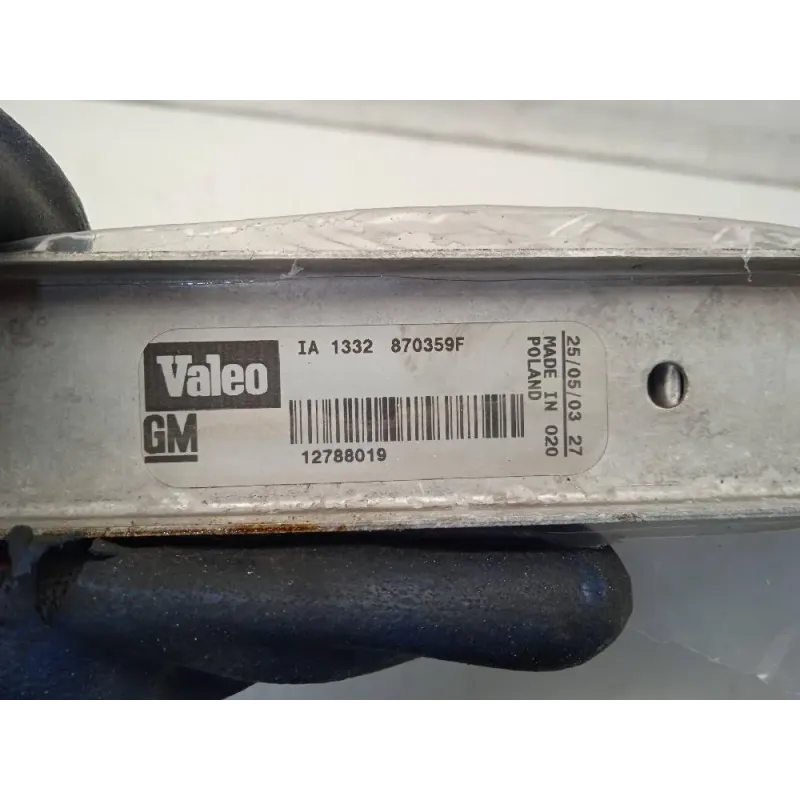 Valeo
GM
IA 1332 870359F
12788019
25/05/03 27
MADE IN 020
POLAND